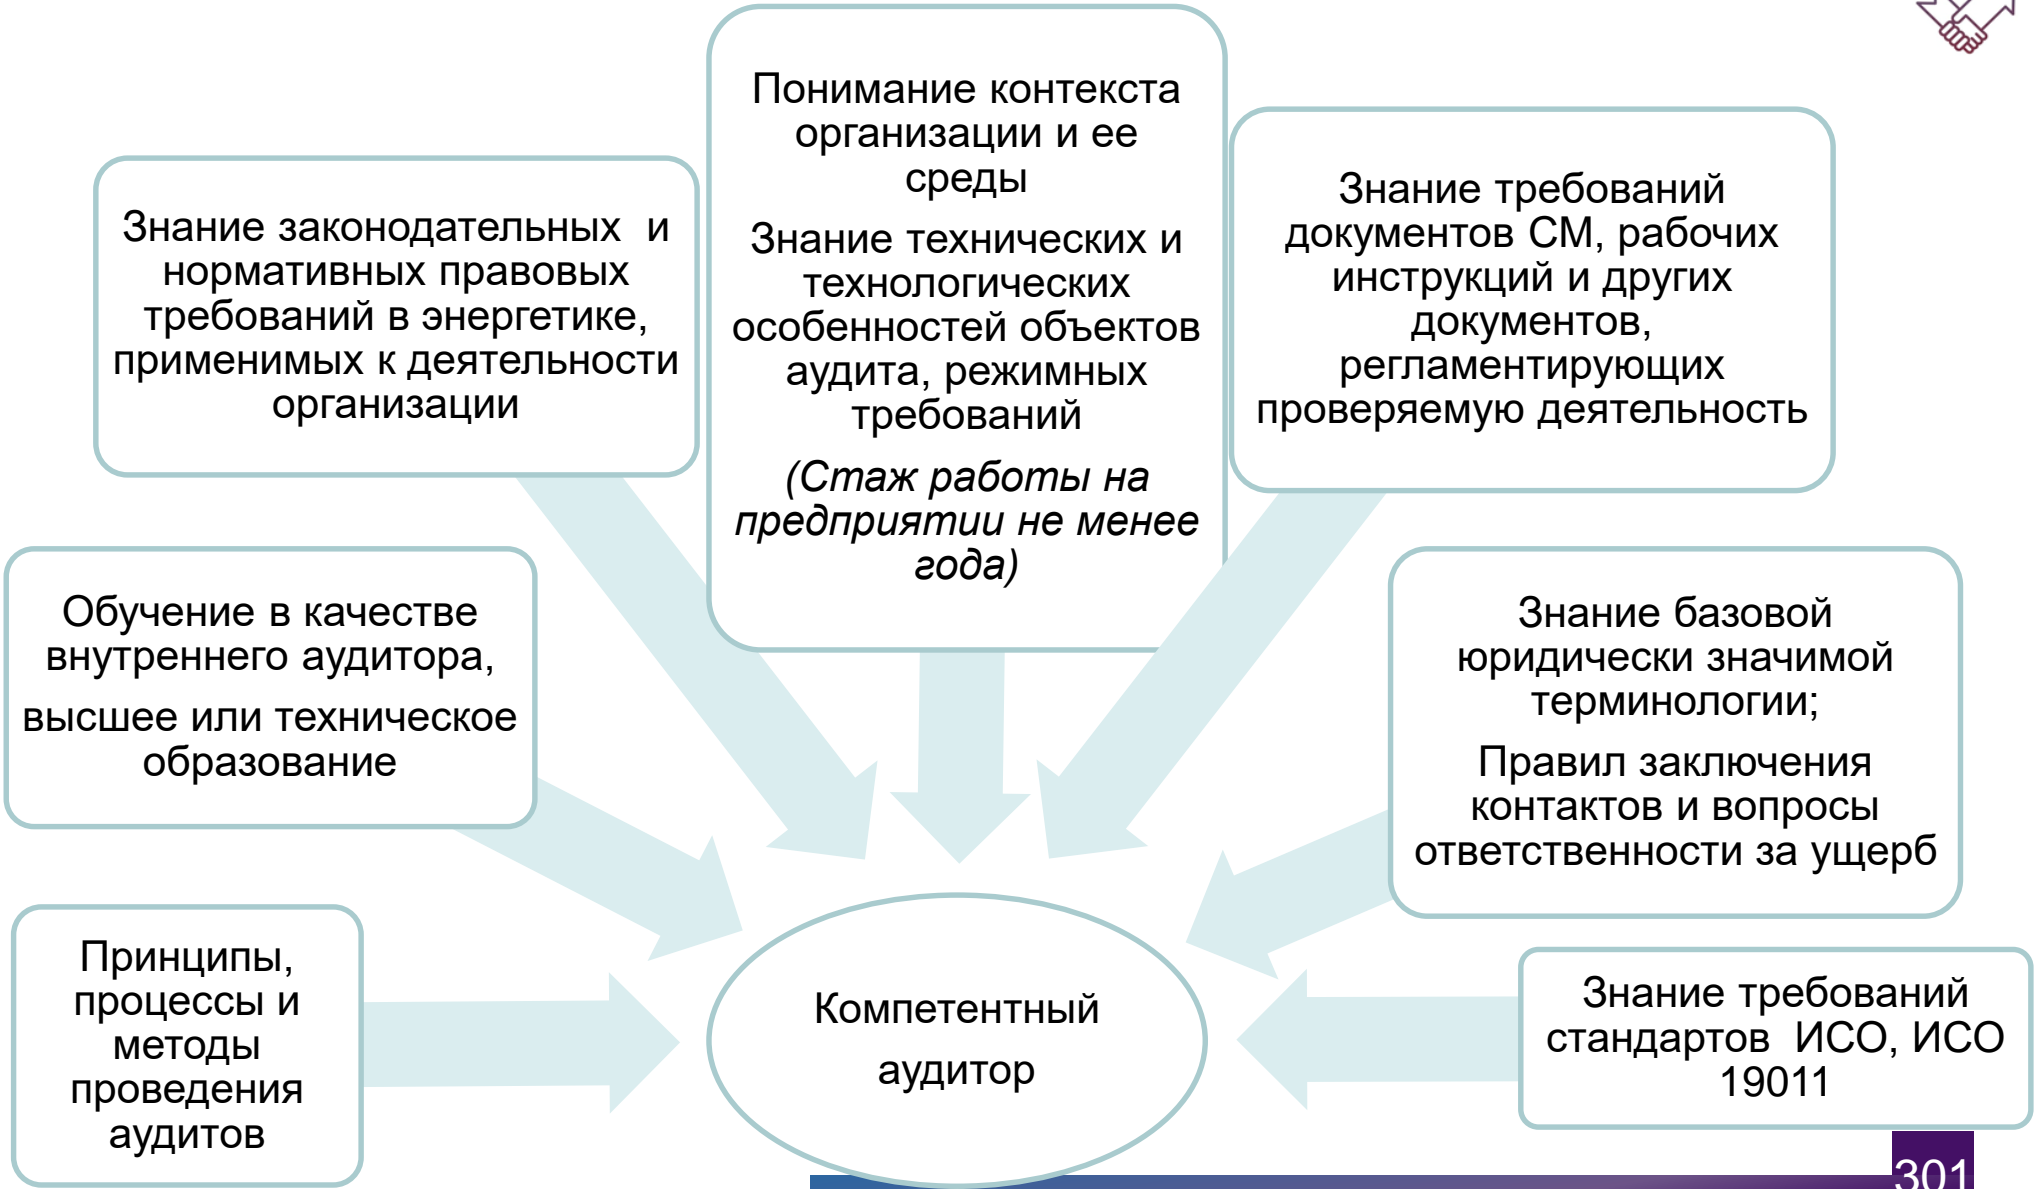 Понимание контекста
организации и ее
среды
Знание технических и
технологических
особенностей объектов
аудита, режимных
требований
(Стаж работы на
предприятии не менее
года)
Знание законодательных и
нормативных правовых
требований в энергетике,
применимых к деятельности
организации
Знание требований
документов СМ, рабочих
инструкций и других
документов,
регламентирующих
проверяемую деятельность
Обучение в качестве
внутреннего аудитора,
высшее или техническое
образование
Знание базовой
юридически значимой
терминологии;
Правил заключения
контактов и вопросы
ответственности за ущерб
Принципы,
процессы и
методы
проведения
аудитов
Компетентный
аудитор
Знание требований
стандартов ИСО, ИСО
19011
301